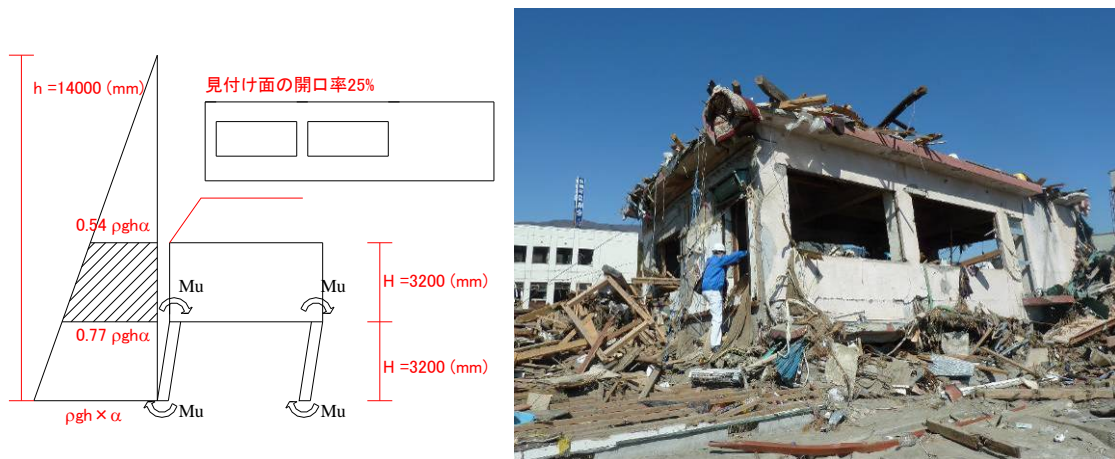 h =14000 (mm)
見付け面の開口率25%
0.54 ρghα
H =3200 (mm)
Mu
Mu
0.77 ρghα
H =3200 (mm)
ρgh×α
Mu
Mu